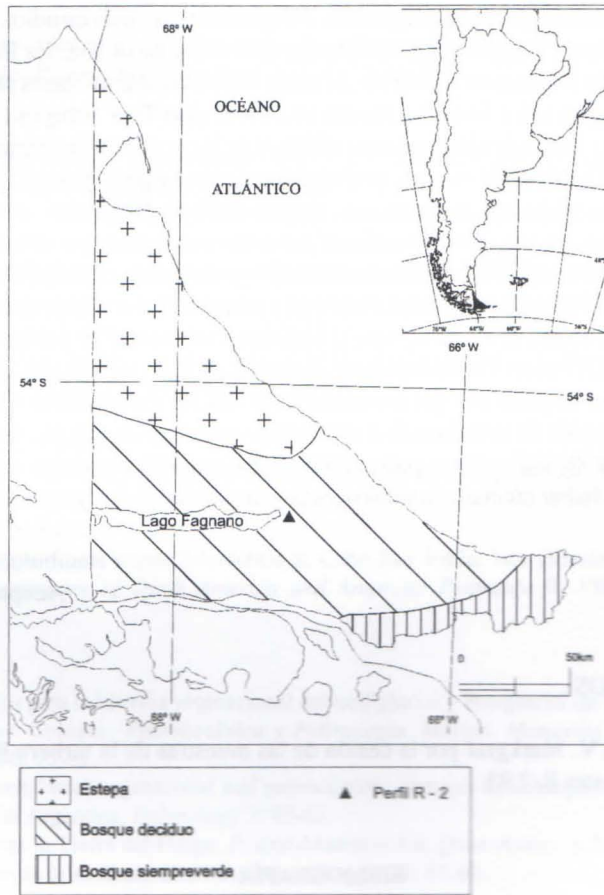 68° W
OCÉANO
ATLÁNTICO
66° W
54° S
54° S
Lago Fagnano
0
50km
68° W
66° W
Estepa
Perfil R - 2
Bosque deciduo
Bosque siempreverde